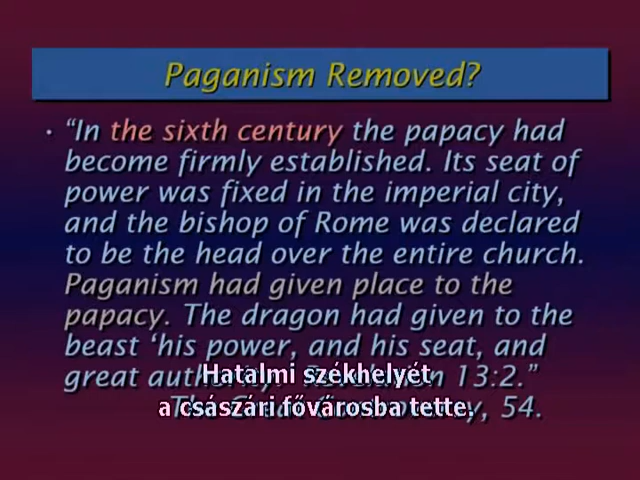 Paganism Removed?
• “In the sixth century the papacy had
become firmly established. Its seat of
power was fixed in the imperial city,
and the bishop of Rome was declared
to be the head over the entire church.
Paganism had given place to the
papacy. The dragon had given to the
beast ‘his power, and his seat, and
great 13:2.”
Hatalmi székhelyét
54.
a császári fővárosba tette.